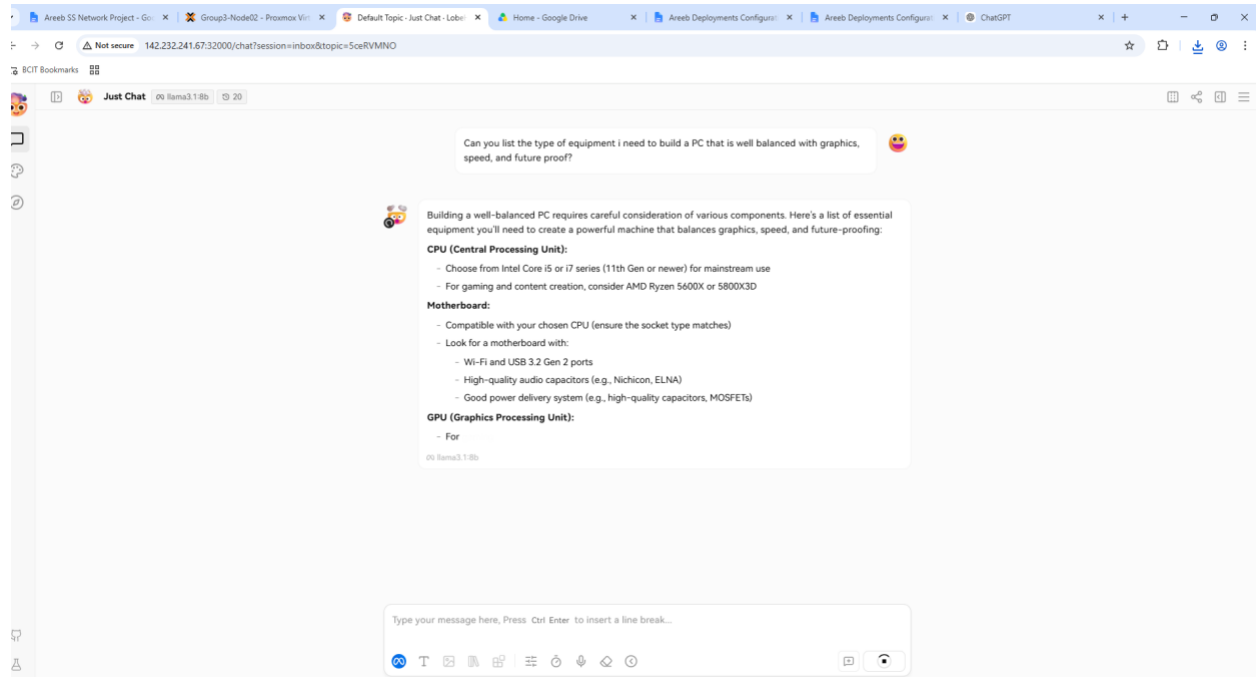 Areeb SS Network Project - Go
Group3-Node02 - Proxmox Virt
Default Topic - Just Chat - Lobe
Home - Google Drive
Areeb Deployments Configurat
Areeb Deployments Configurat
ChatGPT
Not secure 142.232.241.67:32000/chat?session=inbox&topic=5ceRVMNO
BCIT Bookmarks
Just Chat llama3.1:8b 20
Can you list the type of equipment i need to build a PC that is well balanced with graphics,
speed, and future proof?
Building a well-balanced PC requires careful consideration of various components. Here's a list of essential
equipment you'll need to create a powerful machine that balances graphics, speed, and future-proofing:
CPU (Central Processing Unit):
- Choose from Intel Core i5 or i7 series (11th Gen or newer) for mainstream use
- For gaming and content creation, consider AMD Ryzen 5600X or 5800X3D
Motherboard:
- Compatible with your chosen CPU (ensure the socket type matches)
- Look for a motherboard with:
- Wi-Fi and USB 3.2 Gen 2 ports
- High-quality audio capacitors (e.g., Nichicon, ELNA)
- Good power delivery system (e.g., high-quality capacitors, MOSFETs)
GPU (Graphics Processing Unit):
- For
llama3.1:8b
Type your message here, Press Ctrl Enter to insert a line break...